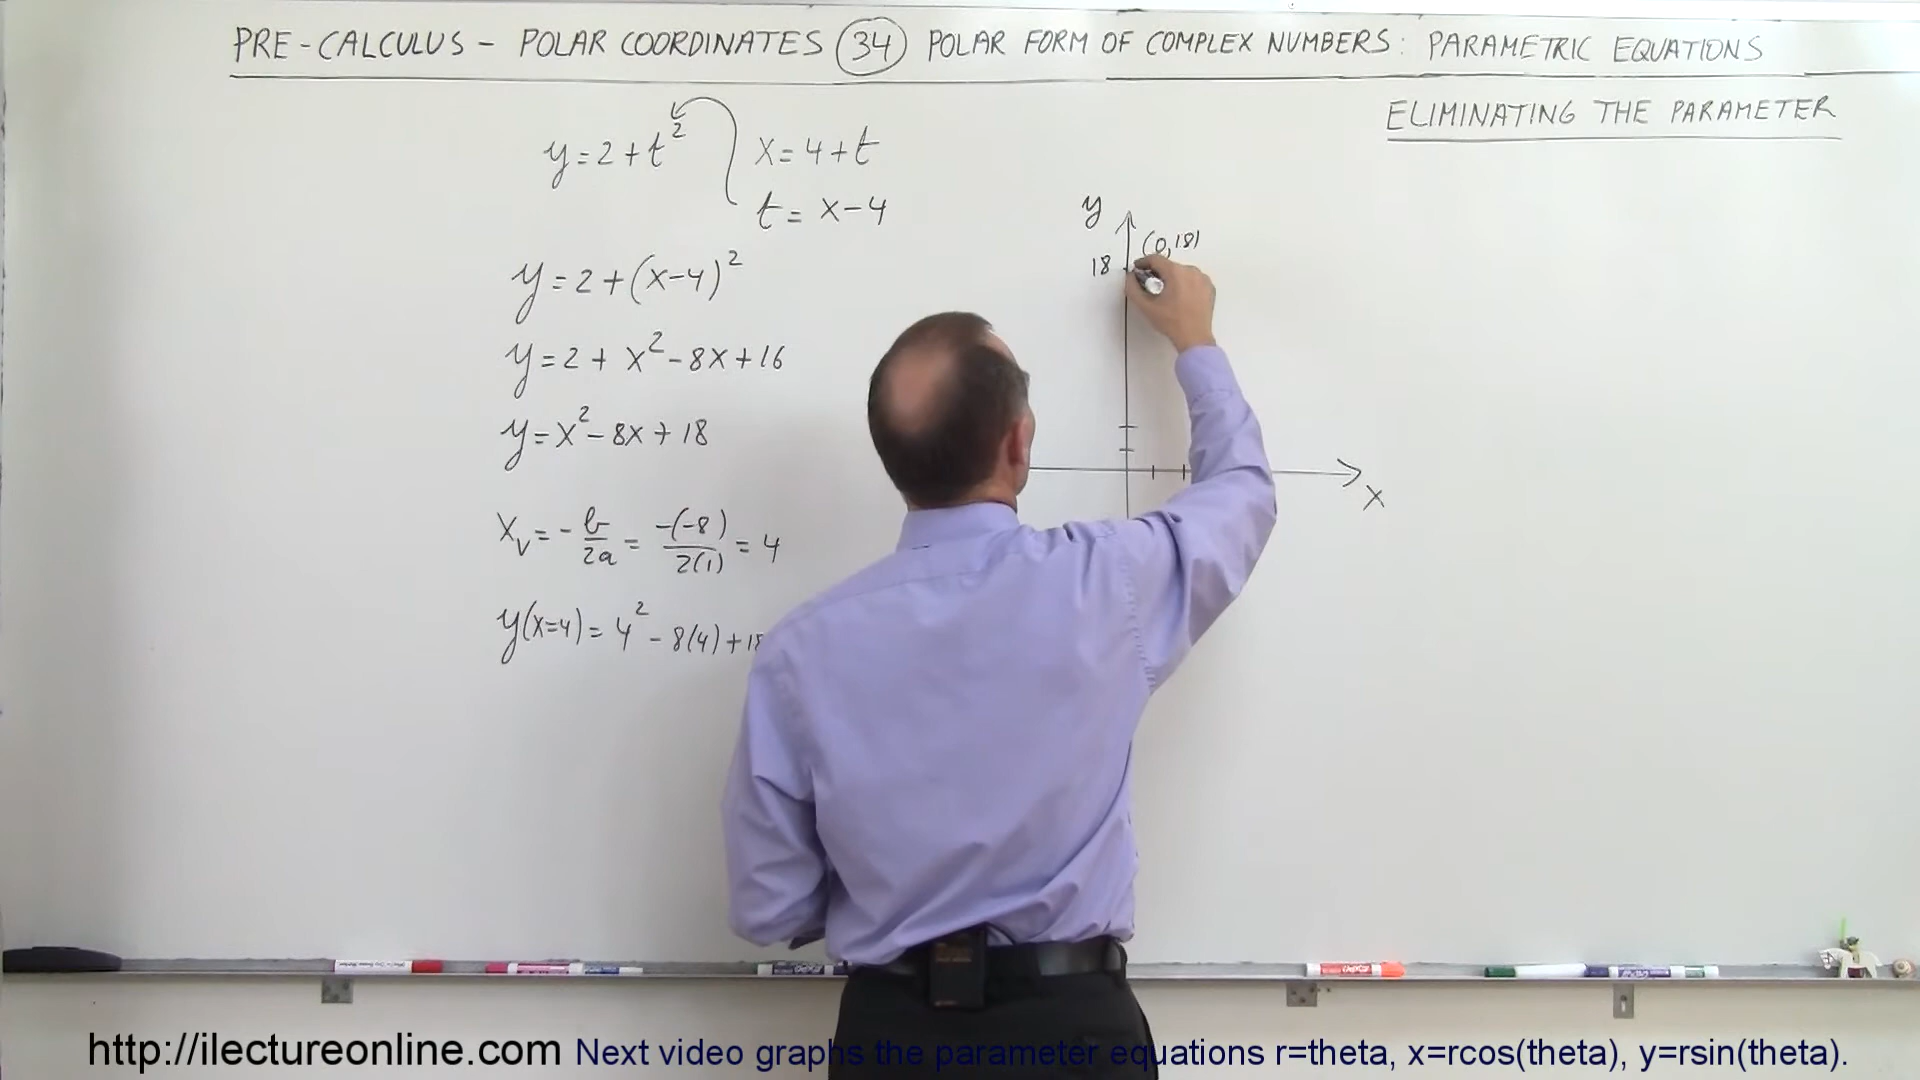 PRE-CALCULUS - POLAR COORDINATES 34 POLAR FORM OF COMPLEX NUMBERS: PARAMETRIC EQUATIONS
ELIMINATING THE PARAMETER
y=2+t² x=4+t
t=x-4
y=2+(x-4)²
y=2+x²-8x+16
y=x²-8x+18
xᵥ=-b/2a=-(-8)/2(1)=4
y(x=4)=4²-8(4)+18
y
(0,18)
18
x
http://ilectureonline.com Next video graphs the parameter equations r=theta, x=rcos(theta), y=rsin(theta).